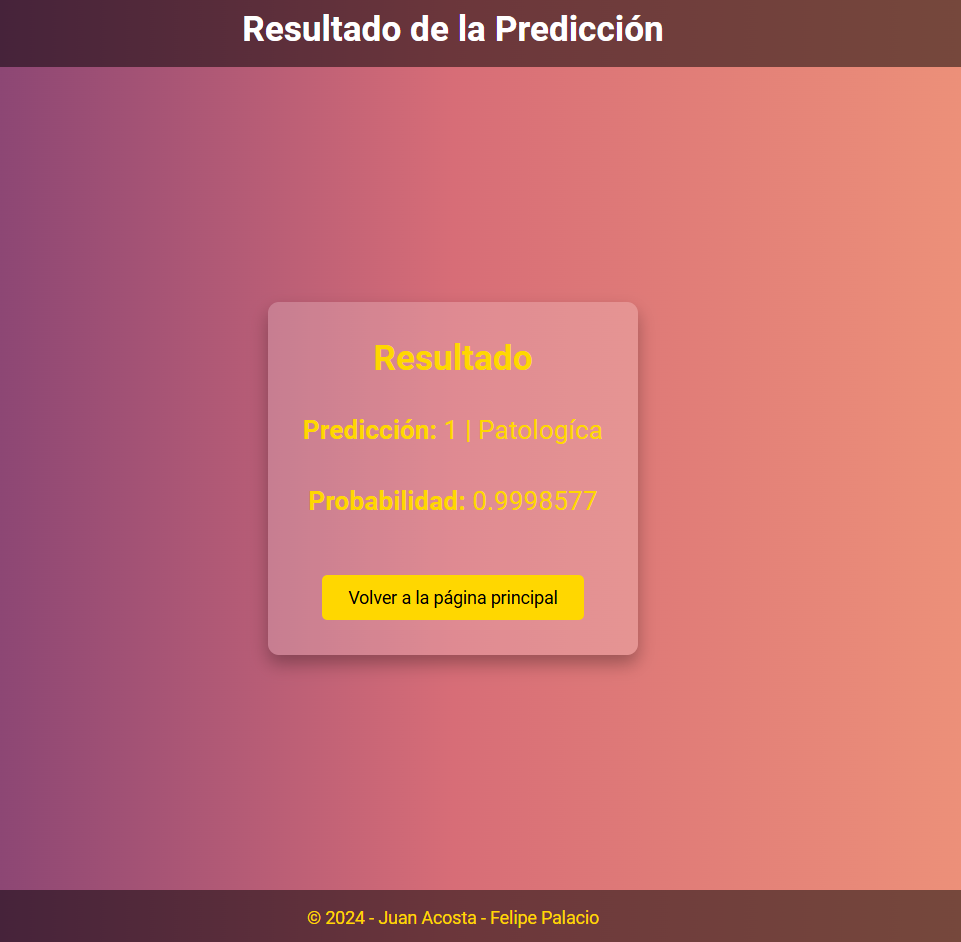 Resultado de la Predicción
Resultado
Predicción: 1 | Patologíca
Probabilidad: 0.9998577
Volver a la página principal
© 2024 - Juan Acosta - Felipe Palacio